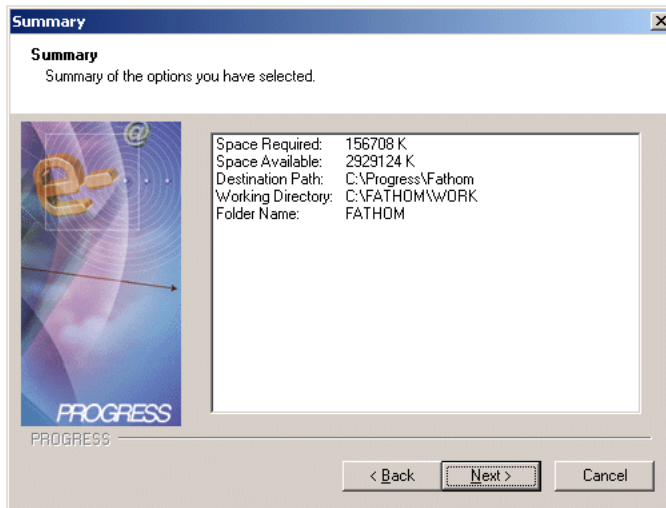 Summary
Summary
Summary of the options you have selected.
@
e-
Space Required: 156708 K
Space Available: 2929124 K
Destination Path: C:\Progress\Fathom
Working Directory: C:\FATHOM\WORK
Folder Name: FATHOM
PROGRESS
PROGRESS
< Back Next > Cancel